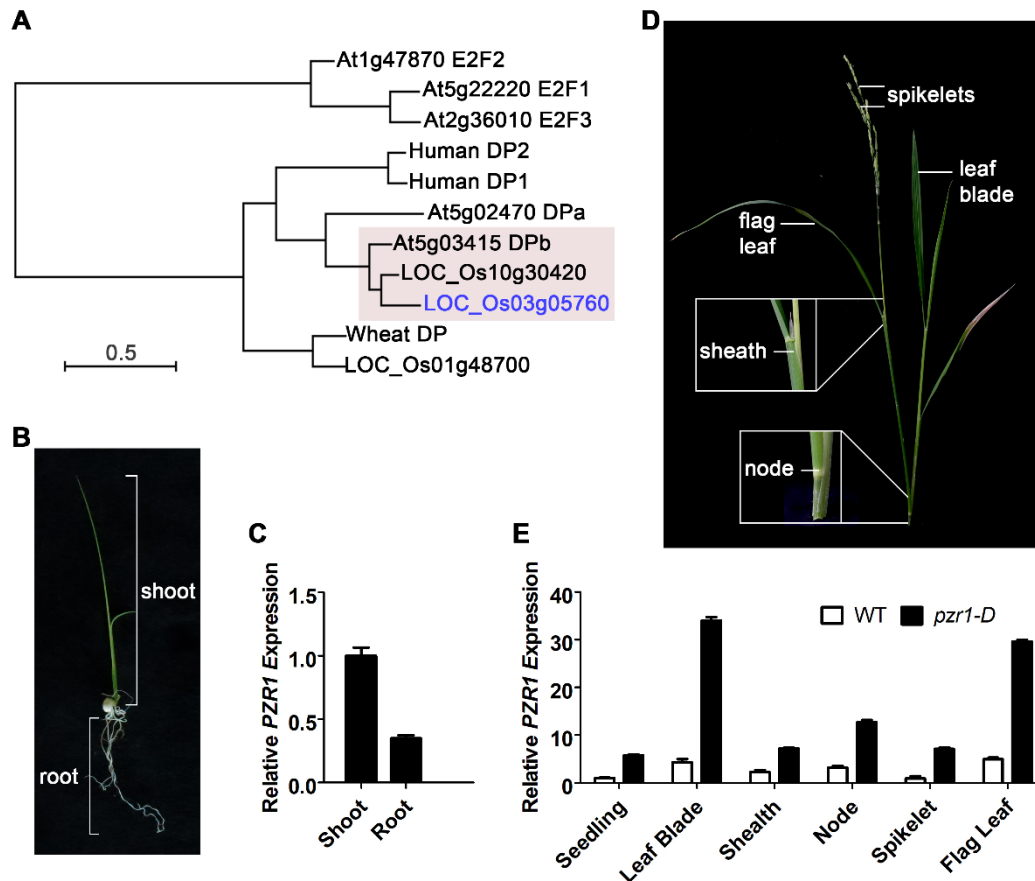 A
At1g47870 E2F2
At5g22220 E2F1
At2g36010 E2F3
Human DP2
Human DP1
At5g02470 DPa
At5g03415 DPb
LOC_Os10g30420
LOC_Os03g05760
Wheat DP
LOC_Os01g48700
0.5
B
shoot
root
C
Relative PZR1 Expression
1.5
1.0
0.5
0
Shoot
Root
D
spikelets
leaf
blade
flag
leaf
sheath
node
E
Relative PZR1 Expression
40
30
20
10
0
WT
pzr1-D
Seedling
Leaf Blade
Shealth
Node
Spikelet
Flag Leaf